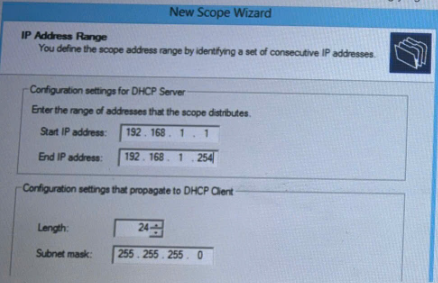 New Scope Wizard
IP Address Range
You define the scope address range by identifying a set of consecutive IP addresses.
Configuration settings for DHCP Server
Enter the range of addresses that the scope distributes.
Start IP address: 192 . 168 . 1 . 1
End IP address: 192 . 168 . 1 . 254
Configuration settings that propagate to DHCP Client
Length: 24
Subnet mask: 255 . 255 . 255 . 0